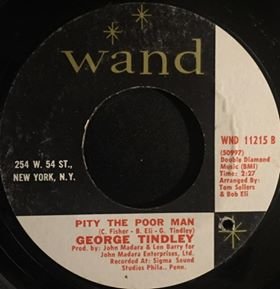 wand
254 W. 54 ST.,
NEW YORK, N.Y.
WND 11215 B
(50997)
Double Diamond
Music (BMI)
Time: 2:27
Arranged By:
Tom Sellers
& Bob Eli
PITY THE POOR MAN
(C. Fisher - B. Eli - G. Tindley)
GEORGE TINDLEY
Prod. by: John Madara & Len Barry for
John Madara Enterprises, Ltd.
Recorded At: Sigma Sound
Studios Phila., Penn.